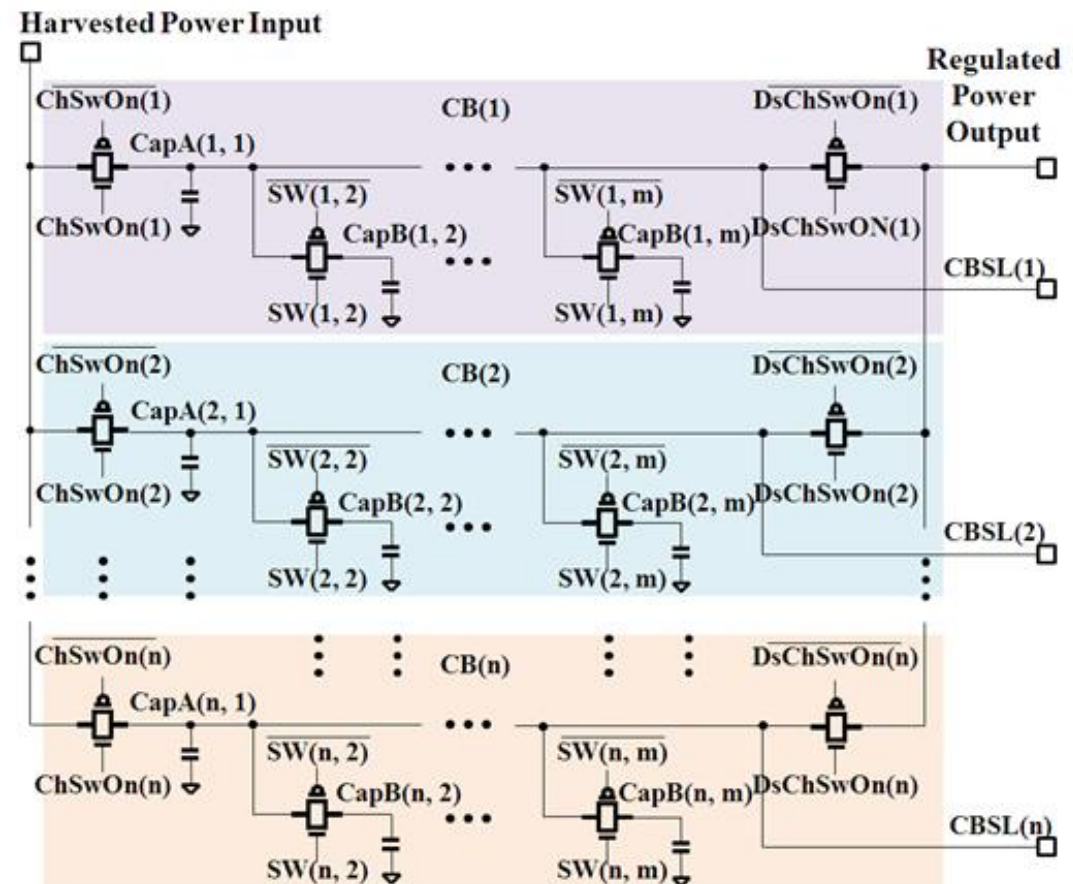 Harvested Power Input
Regulated
Power
Output
ChSwOn(1)
CB(1)
DsChSwOn(1)
CapA(1, 1)
SW(1, 2)
SW(1, m)
ChSwOn(1)
CapB(1, 2)
CapB(1, m)
DsChSwON(1)
CBSL(1)
SW(1, 2)
SW(1, m)
ChSwOn(2)
CB(2)
DsChSwOn(2)
CapA(2, 1)
SW(2, 2)
SW(2, m)
ChSwOn(2)
CapB(2, 2)
CapB(2, m)
DsChSwOn(2)
CBSL(2)
SW(2, 2)
SW(2, m)
ChSwOn(n)
CB(n)
DsChSwOn(n)
CapA(n, 1)
SW(n, 2)
SW(n, m)
ChSwOn(n)
CapB(n, 2)
CapB(n, m)
DsChSwOn(n)
CBSL(n)
SW(n, 2)
SW(n, m)